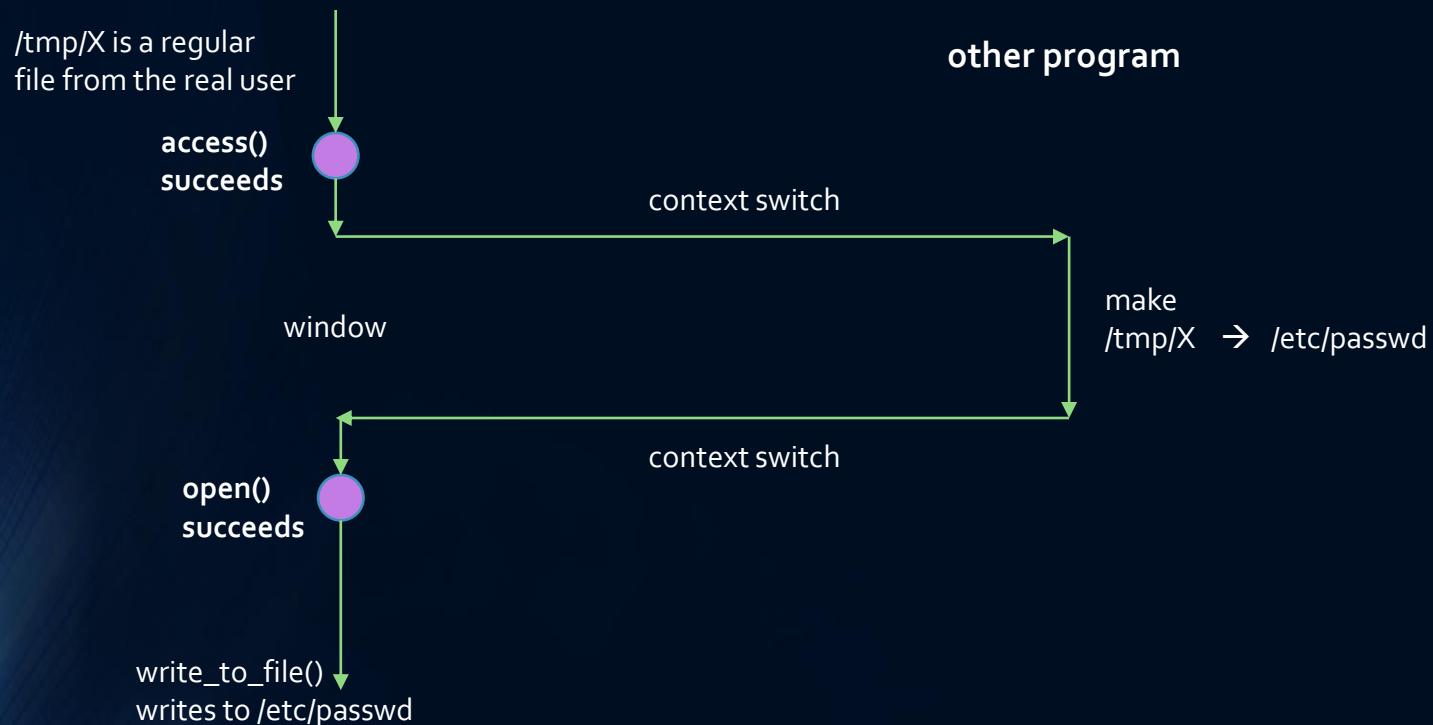 /tmp/X is a regular
file from the real user
other program
access()
succeeds
context switch
window
make
/tmp/X → /etc/passwd
context switch
open()
succeeds
write_to_file()
writes to /etc/passwd